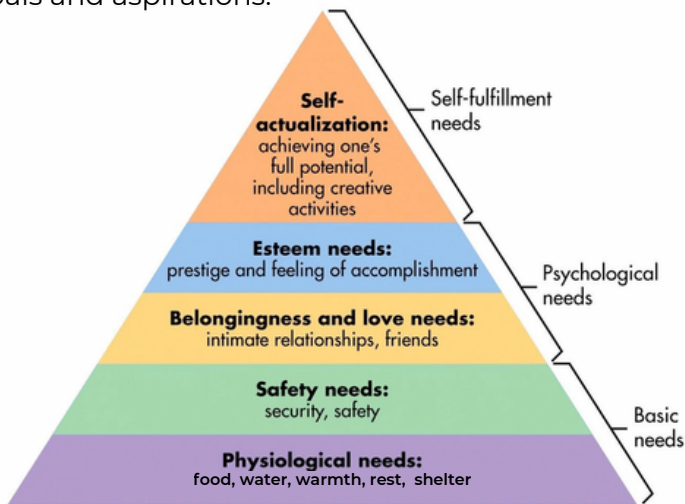 and aspirations.
Self-
actualization:
achieving one's
full potential,
including creative
activities
Self-fulfillment
needs
Esteem needs:
prestige and feeling of accomplishment
Psychological
needs
Belongingness and love needs:
intimate relationships, friends
Safety needs:
security, safety
Basic
needs
Physiological needs:
food, water, warmth, rest, shelter